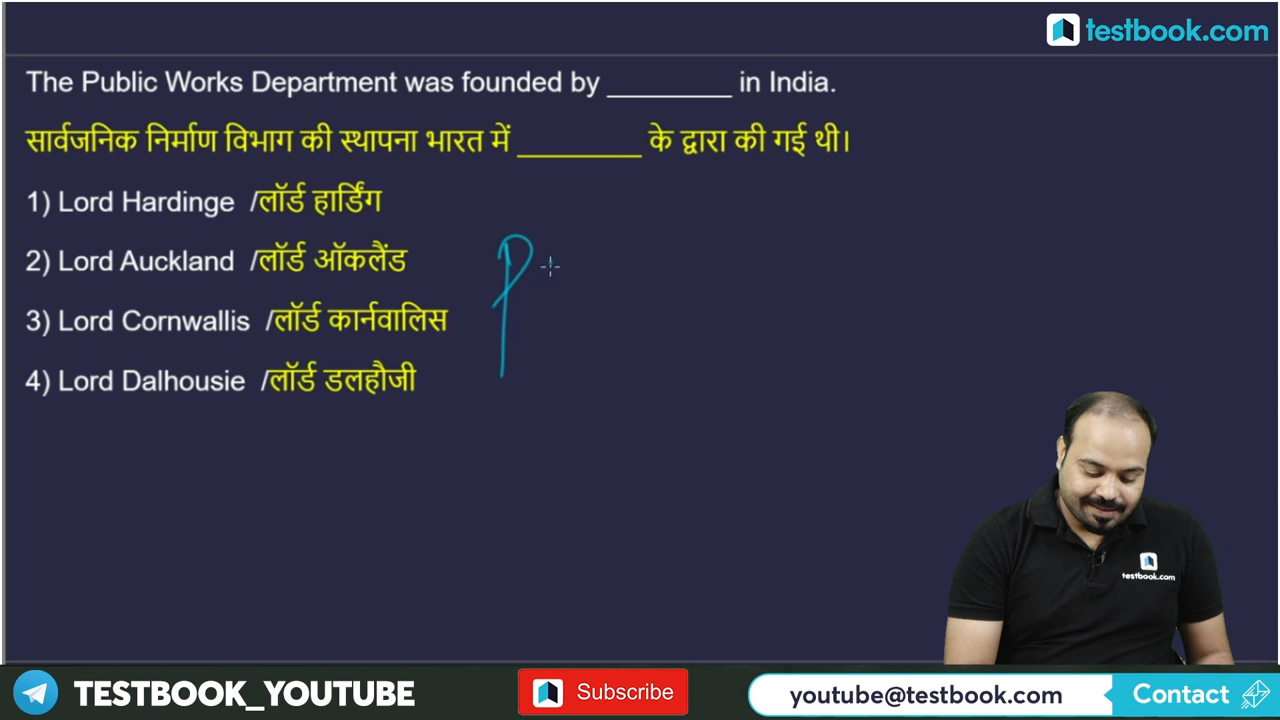 testbook.com
The Public Works Department was founded by ________ in India.
सार्वजनिक निर्माण विभाग की स्थापना भारत में ________ के द्वारा की गई थी।
1) Lord Hardinge /लॉर्ड हार्डिंग
2) Lord Auckland /लॉर्ड ऑकलैंड
3) Lord Cornwallis /लॉर्ड कार्नवालिस
4) Lord Dalhousie /लॉर्ड डलहौजी
P
testbook.com
TESTBOOK_YOUTUBE
Subscribe
youtube@testbook.com
Contact